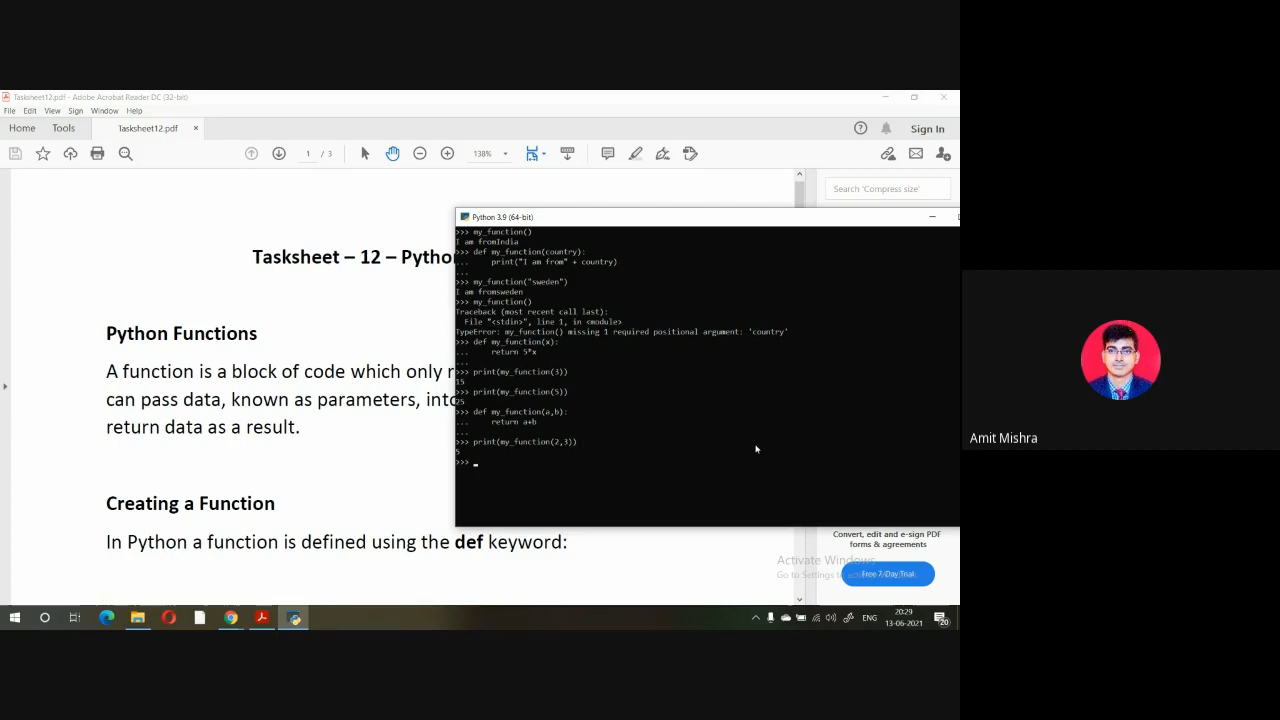 Tasksheet12.pdf - Adobe Acrobat Reader DC (32-bit)
File Edit View Sign Window Help
Home Tools Tasksheet12.pdf × Sign In
1 / 3 138%
Search 'Compress size'
Tasksheet – 12 – Pytho
Python Functions
A function is a block of code which only r
can pass data, known as parameters, into
return data as a result.
Creating a Function
In Python a function is defined using the def keyword:
Python 3.9 (64-bit)
>>> my_function()
I am fromIndia
>>> def my_function(country):
... print("I am from" + country)
...
>>> my_function("sweden")
I am fromsweden
>>> my_function()
Traceback (most recent call last):
File "<stdin>", line 1, in <module>
TypeError: my_function() missing 1 required positional argument: 'country'
>>> def my_function(x):
... return 5*x
...
>>> print(my_function(3))
15
>>> print(my_function(5))
25
>>> def my_function(a,b):
... return a+b
...
>>> print(my_function(2,3))
5
>>>
Convert, edit and e-sign PDF
forms & agreements
Free 7-Day Trial
Activate Windows
Go to Settings to
ENG
20:29
13-06-2021
20
Amit Mishra